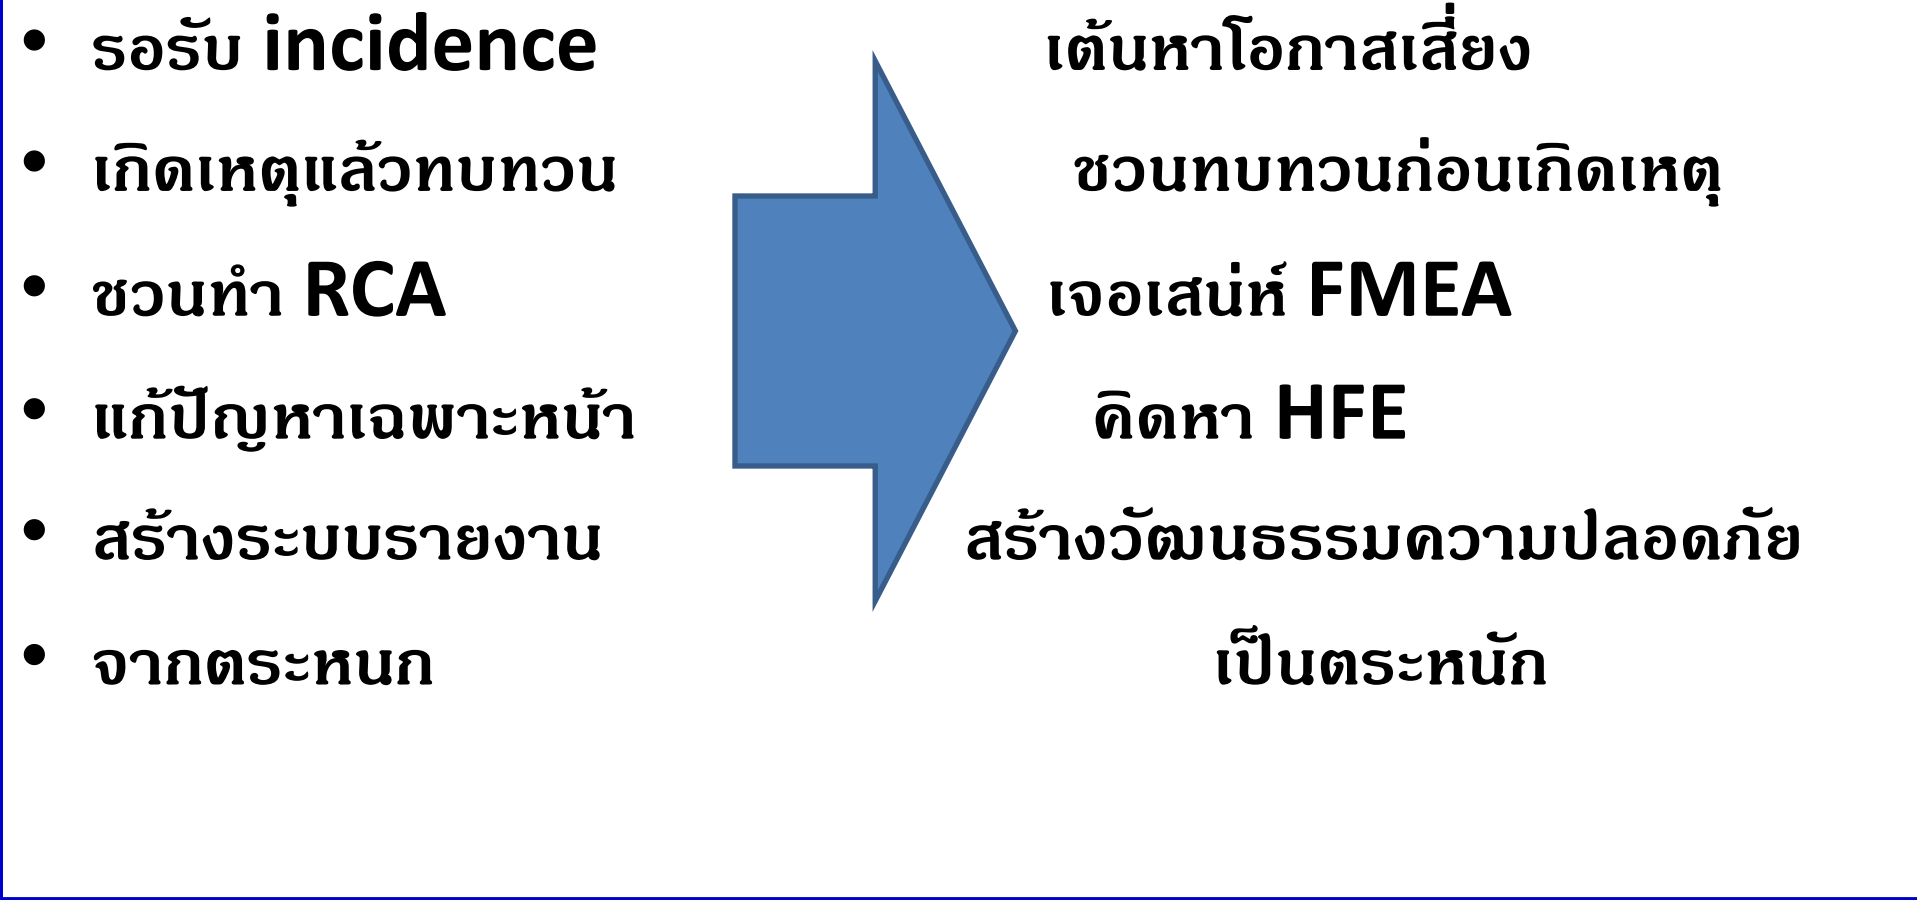 • รอรับ incidence เต้นหาโอกาสเสี่ยง
• เกิดเหตุแล้วทบทวน ชวนทบทวนก่อนเกิดเหตุ
• ชวนทำ RCA เจอเสน่ห์ FMEA
• แก้ปัญหาเฉพาะหน้า คิดหา HFE
• สร้างระบบรายงาน สร้างวัฒนธรรมความปลอดภัย
• จากตระหนก เป็นตระหนัก